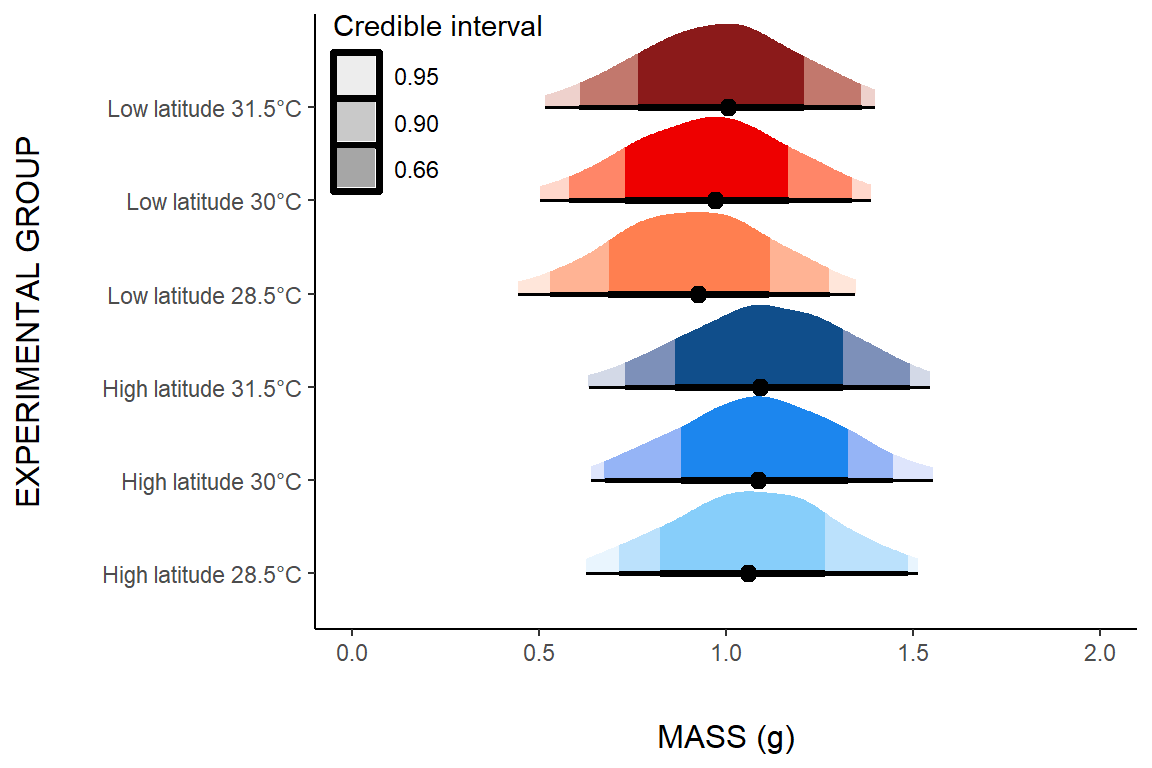 Credible interval
0.95
0.90
0.66
EXPERIMENTAL GROUP
Low latitude 31.5°C
Low latitude 30°C
Low latitude 28.5°C
High latitude 31.5°C
High latitude 30°C
High latitude 28.5°C
0.0 0.5 1.0 1.5 2.0
MASS (g)